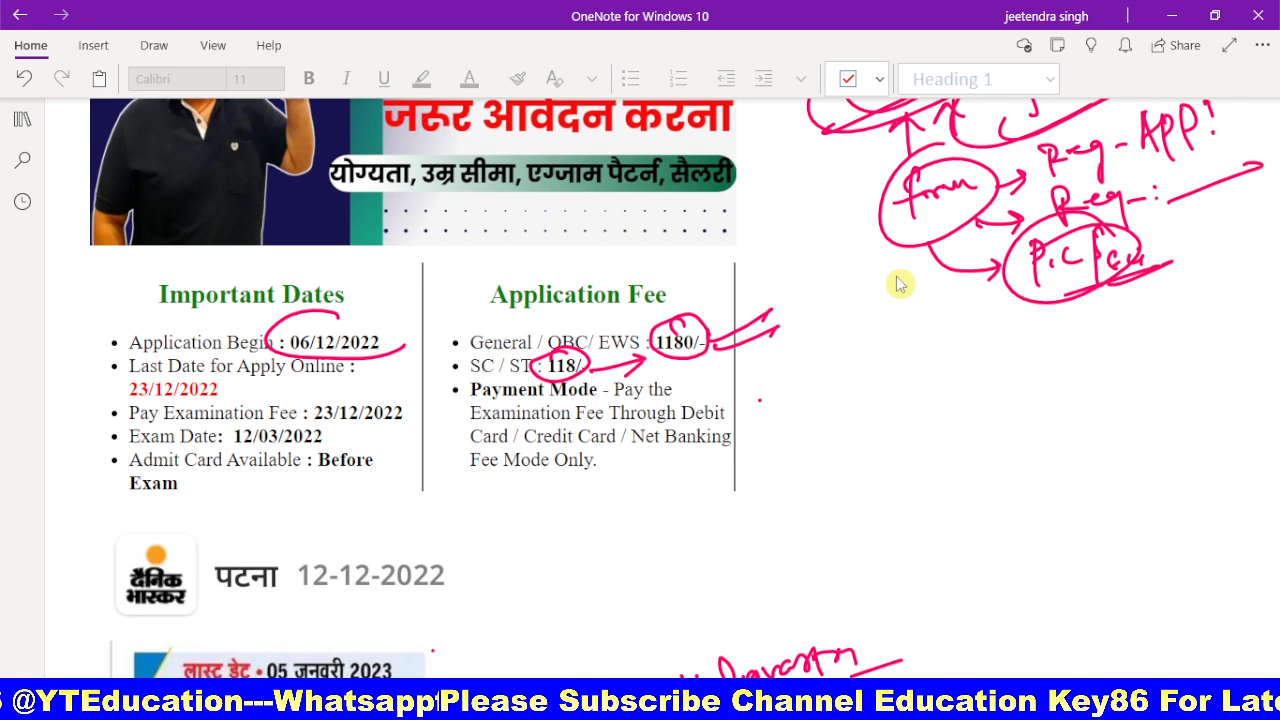 OneNote for Windows 10
jeetendra singh
Home Insert Draw View Help
Share
Calibri 11 B I U A Heading 1
जरूर आवेदन करना
योग्यता, उम्र सीमा, एग्जाम पैटर्न, सैलरी
Reg - APP!
form
Reg - :
Important Dates
Application Begin : 06/12/2022
Last Date for Apply Online :
23/12/2022
Pay Examination Fee : 23/12/2022
Exam Date: 12/03/2022
Admit Card Available : Before
Exam
Application Fee
General / OBC/ EWS : 1180/-
SC / ST : 118/-
Payment Mode - Pay the
Examination Fee Through Debit
Card / Credit Card / Net Banking
Fee Mode Only.
दैनिक
भास्कर
पटना 12-12-2022
लास्ट डेट • 05 जनवरी 2023
6 @YTEducation---Whatsapp Please Subscribe Channel Education Key86 For Late